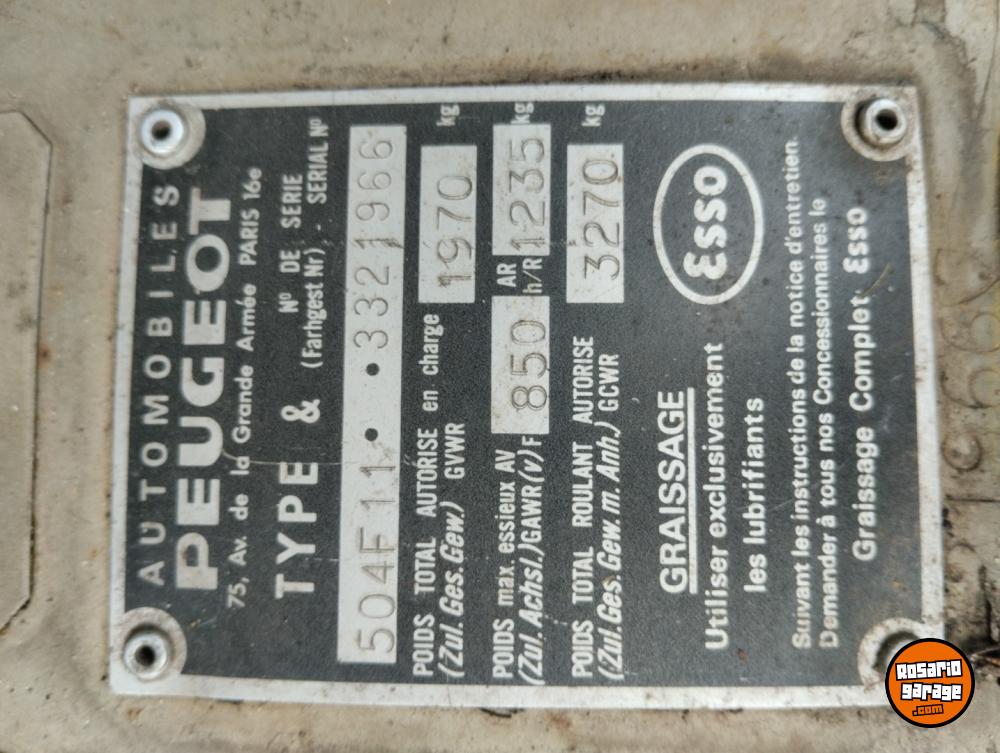 AUTOMOBILES
PEUGEOT
75, Av. de la Grande Armée PARIS 16e
TYPE & Nº DE SERIE
(Farhgest Nr) - SERIAL Nº
504F11 • • 3321966
POIDS TOTAL AUTORISE en charge 1970 kg
(Zul.Ges.Gew.) GVWR
POIDS max. essieux AV 850 AR 1235 kg
(Zul.Achsl.) GAWR(v)F h/R
POIDS TOTAL ROULANT AUTORISE 3270 kg
(Zul.Ges.Gew.m.Anh.) GCWR
GRAISSAGE
Utiliser exclusivement
les lubrifiants
Esso
Suivant les instructions de la notice d'entretien.
Demander à tous nos Concessionnaires le
Graissage Complet Esso
ROSARIO
garage
.com